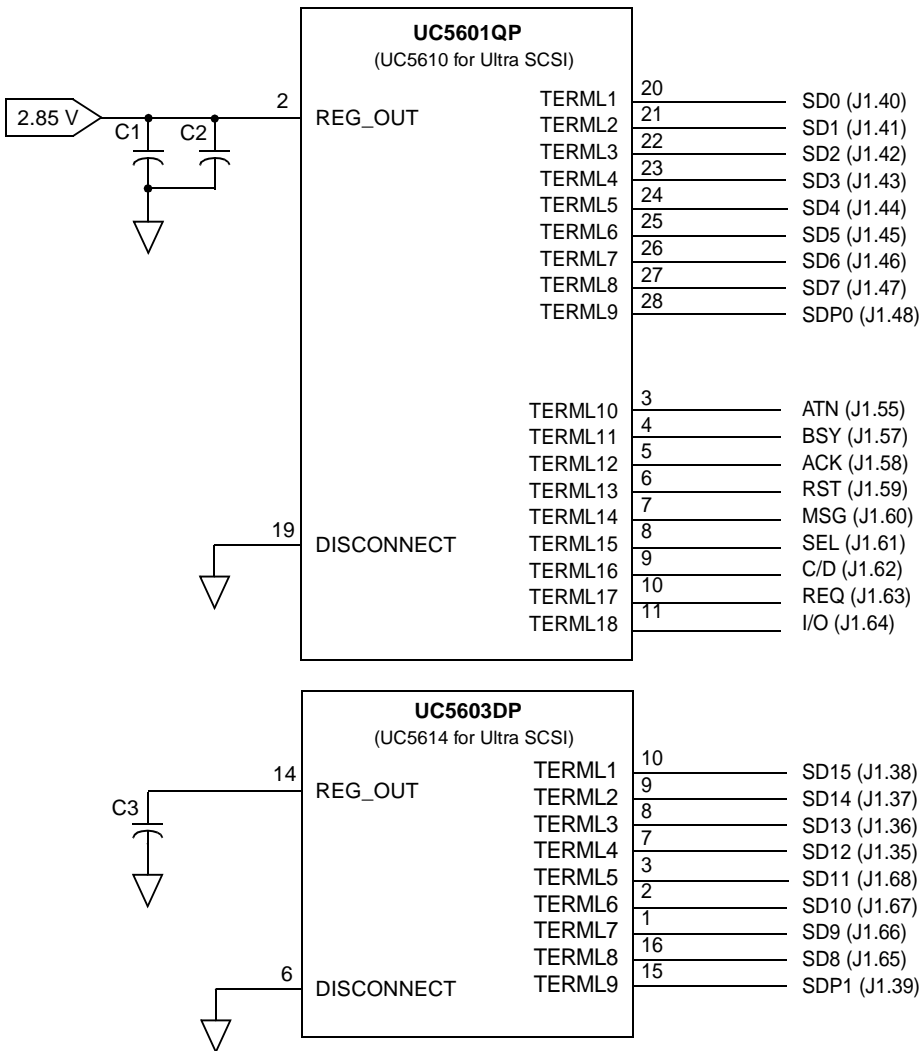 UC5601QP
(UC5610 for Ultra SCSI)
2.85 V
C1
C2
2
REG_OUT
TERML1 20 SD0 (J1.40)
TERML2 21 SD1 (J1.41)
TERML3 22 SD2 (J1.42)
TERML4 23 SD3 (J1.43)
TERML5 24 SD4 (J1.44)
TERML6 25 SD5 (J1.45)
TERML7 26 SD6 (J1.46)
TERML8 27 SD7 (J1.47)
TERML9 28 SDP0 (J1.48)
TERML10 3 ATN (J1.55)
TERML11 4 BSY (J1.57)
TERML12 5 ACK (J1.58)
TERML13 6 RST (J1.59)
TERML14 7 MSG (J1.60)
19 DISCONNECT
TERML15 8 SEL (J1.61)
TERML16 9 C/D (J1.62)
TERML17 10 REQ (J1.63)
TERML18 11 I/O (J1.64)
UC5603DP
(UC5614 for Ultra SCSI)
14 REG_OUT
C3
TERML1 10 SD15 (J1.38)
TERML2 9 SD14 (J1.37)
TERML3 8 SD13 (J1.36)
TERML4 7 SD12 (J1.35)
TERML5 3 SD11 (J1.68)
TERML6 2 SD10 (J1.67)
TERML7 1 SD9 (J1.66)
TERML8 16 SD8 (J1.65)
TERML9 15 SDP1 (J1.39)
6 DISCONNECT